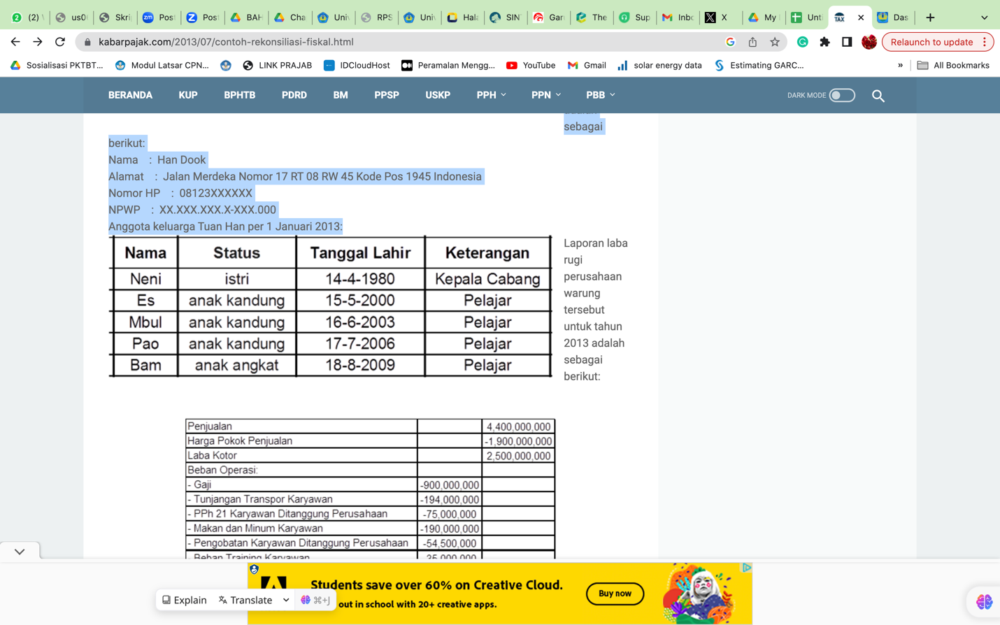 (2)
us0
Skri
Post
Post
BAH
Cha
Univ
RPS
Univ
Hala
SIN
Gar
The
Sup
Inbo
X
My
Unt
TAX
Das
kabarpajak.com/2013/07/contoh-rekonsiliasi-fiskal.html
Relaunch to update
Sosialisasi PKTBT...
Modul Latsar CPN...
LINK PRAJAB
IDCloudHost
Peramalan Mengg...
YouTube
Gmail
solar energy data
Estimating GARC...
»
All Bookmarks
BERANDA KUP BPHTB PDRD BM PPSP USKP PPH PPN PBB DARK MODE
sebagai
berikut:
Nama : Han Dook
Alamat : Jalan Merdeka Nomor 17 RT 08 RW 45 Kode Pos 1945 Indonesia
Nomor HP : 08123XXXXXX
NPWP : XX.XXX.XXX.X-XXX.000
Anggota keluarga Tuan Han per 1 Januari 2013:
Nama Status Tanggal Lahir Keterangan
Neni istri 14-4-1980 Kepala Cabang
Es anak kandung 15-5-2000 Pelajar
Mbul anak kandung 16-6-2003 Pelajar
Pao anak kandung 17-7-2006 Pelajar
Bam anak angkat 18-8-2009 Pelajar
Laporan laba
rugi
perusahaan
warung
tersebut
untuk tahun
2013 adalah
sebagai
berikut:
Penjualan 4,400,000,000
Harga Pokok Penjualan -1,900,000,000
Laba Kotor 2,500,000,000
Beban Operasi:
- Gaji -900,000,000
- Tunjangan Transpor Karyawan -194,000,000
- PPh 21 Karyawan Ditanggung Perusahaan -75,000,000
- Makan dan Minum Karyawan -190,000,000
- Pengobatan Karyawan Ditanggung Perusahaan -54,500,000
- Beban Training Karyawan
Students save over 60% on Creative Cloud.
out in school with 20+ creative apps.
Buy now
Explain Translate ⌘+J